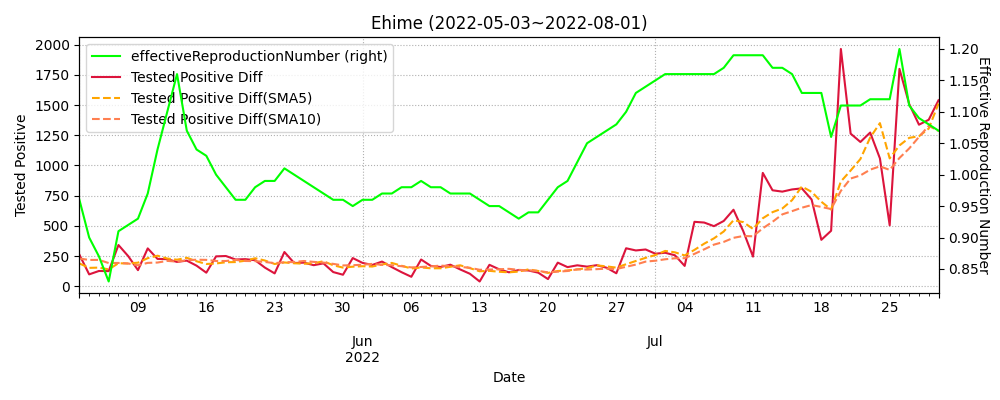 Ehime (2022-05-03~2022-08-01)
effectiveReproductionNumber (right)
Tested Positive Diff
Tested Positive Diff(SMA5)
Tested Positive Diff(SMA10)
2000
1750
1500
1250
1000
750
500
250
0
Tested Positive
1.20
1.15
1.10
1.05
1.00
0.95
0.90
0.85
Effective Reproduction Number
09 16 23 30 06 13 20 27 04 11 18 25
Jun Jul
2022
Date